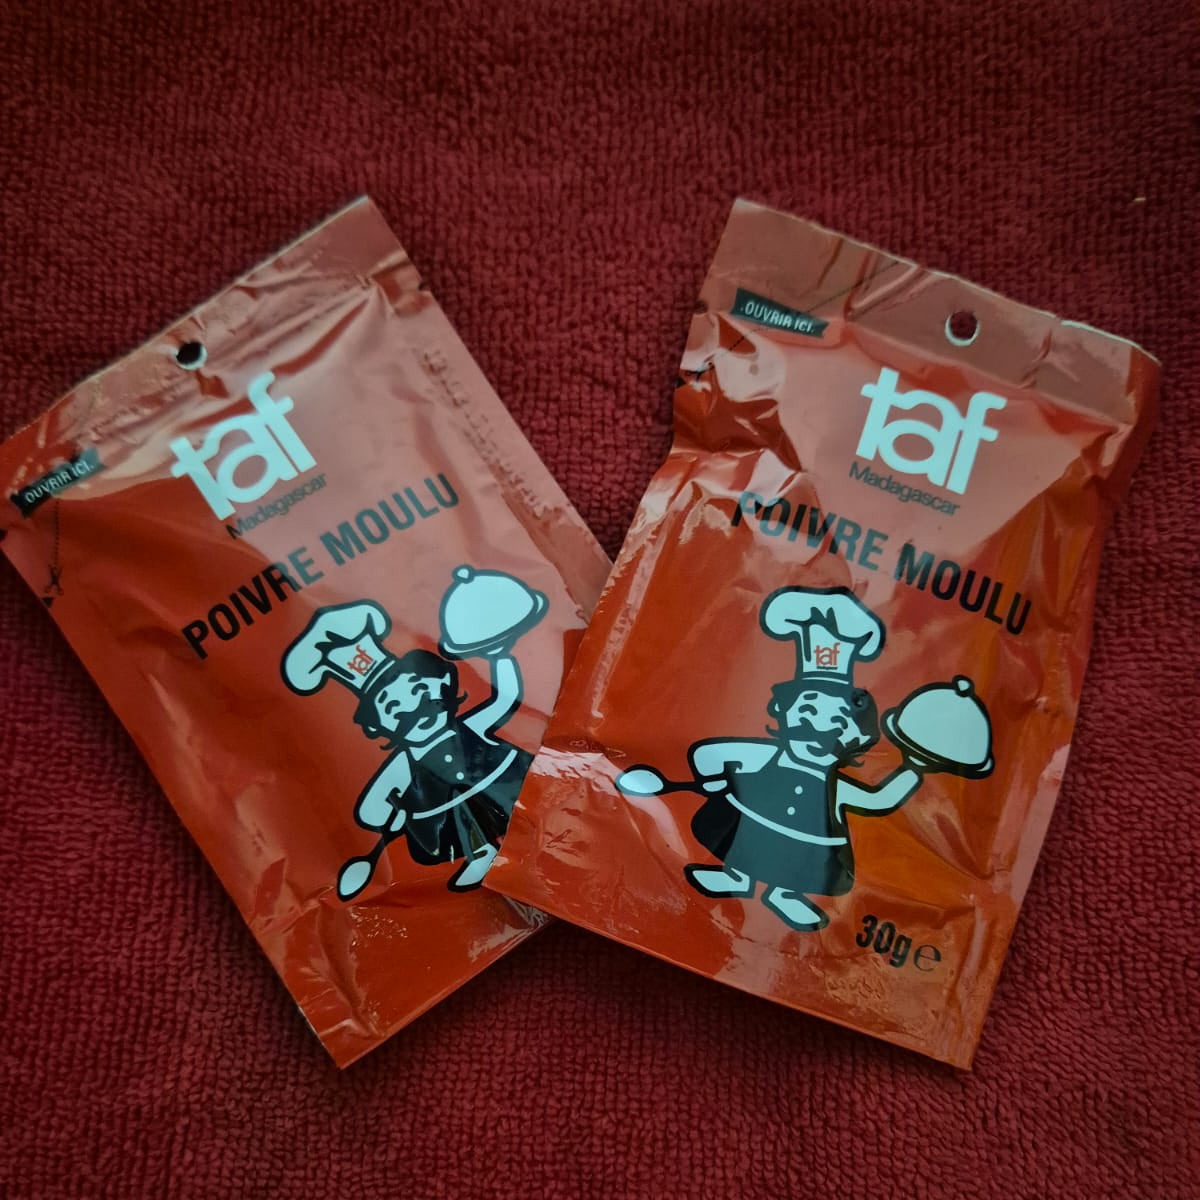 OUVRIR ICI.
taf
Madagascar
POIVRE MOULU
taf
.OUVRIR ICI.
taf
Madagascar
POIVRE MOULU
taf
30g℮